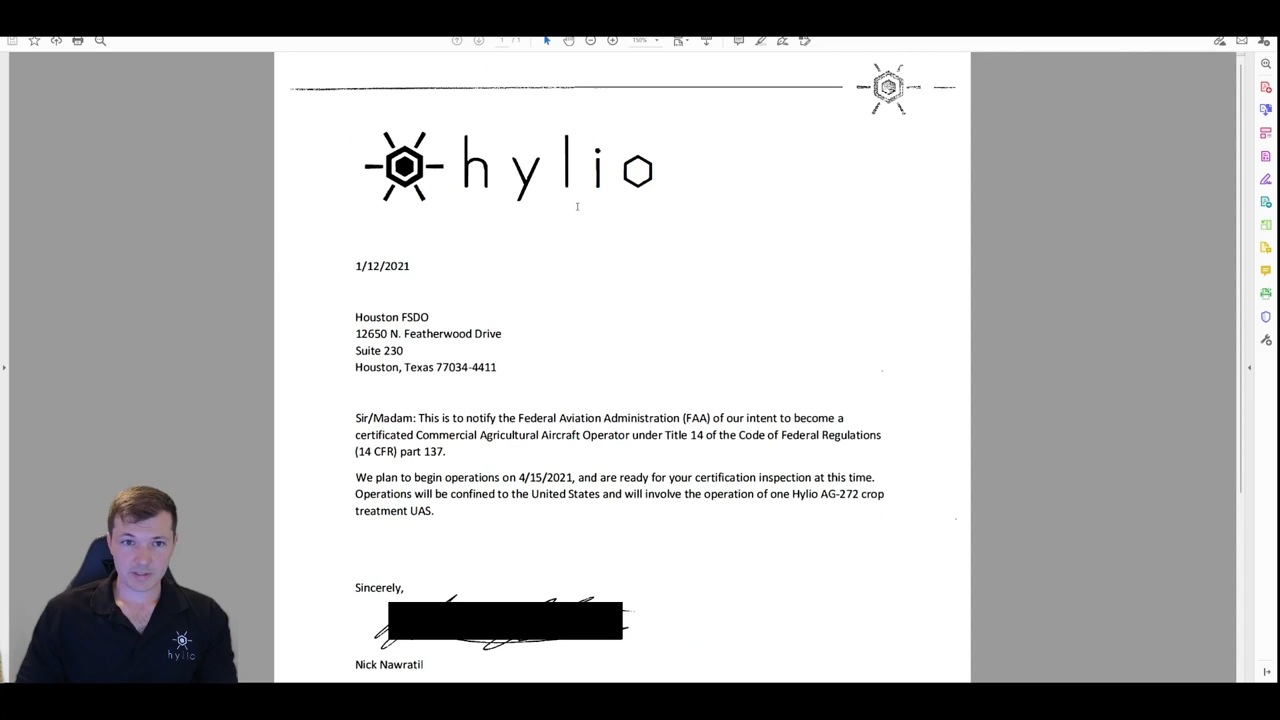 hylio
1/12/2021
Houston FSDO
12650 N. Featherwood Drive
Suite 230
Houston, Texas 77034-4411
Sir/Madam: This is to notify the Federal Aviation Administration (FAA) of our intent to become a
certificated Commercial Agricultural Aircraft Operator under Title 14 of the Code of Federal Regulations
(14 CFR) part 137.
We plan to begin operations on 4/15/2021, and are ready for your certification inspection at this time.
Operations will be confined to the United States and will involve the operation of one Hylio AG-272 crop
treatment UAS.
Sincerely,
Nick Nawratil
hylio